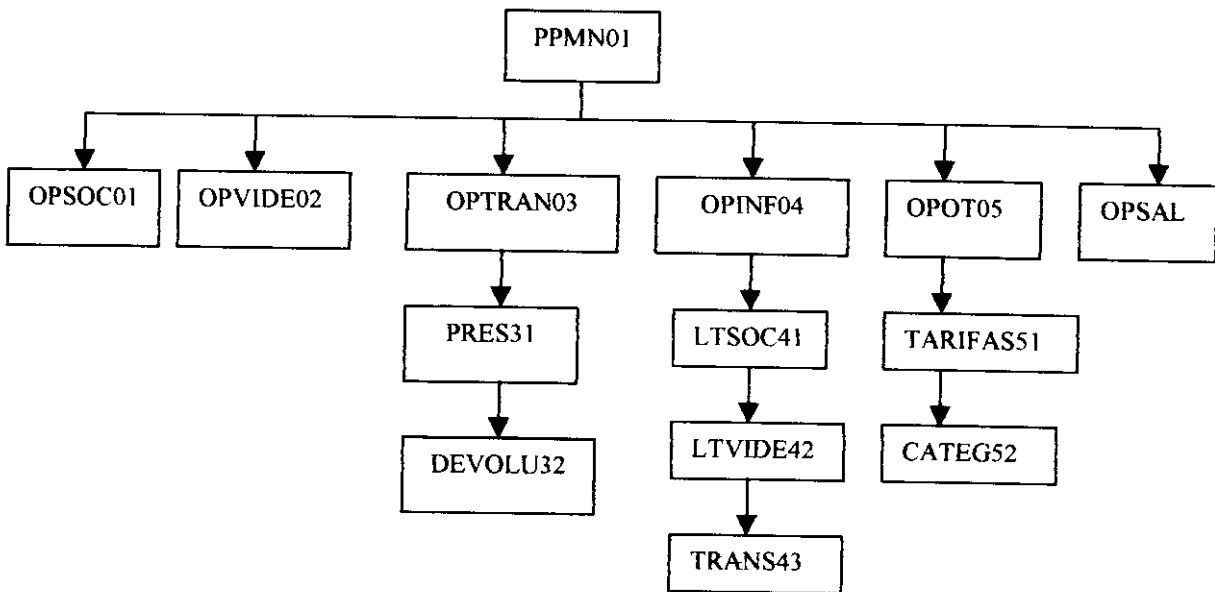 PPMN01
OPSOC01
OPVIDE02
OPTRAN03
OPINF04
OPOT05
OPSAL
PRES31
LTSOC41
TARIFAS51
DEVOLU32
LTVIDE42
CATEG52
TRANS43